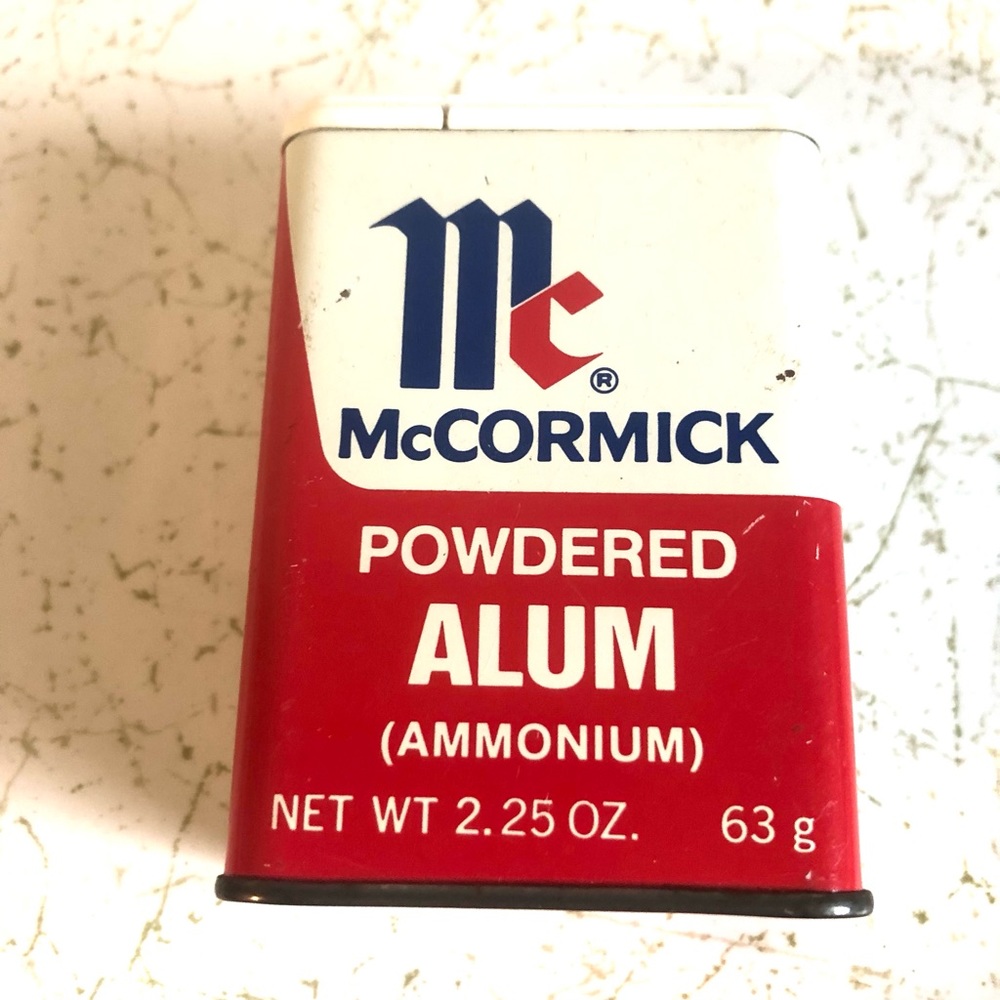 Mc®
McCORMICK
POWDERED
ALUM
(AMMONIUM)
NET WT 2.25 OZ. 63 g